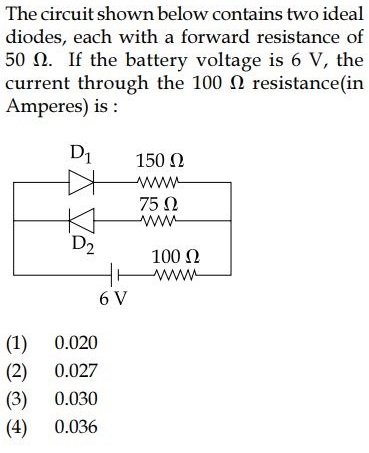 The circuit shown below contains two ideal
diodes, each with a forward resistance of
50 Ω. If the battery voltage is 6 V, the
current through the 100 Ω resistance(in
Amperes) is :
D₁
150 Ω
75 Ω
D₂
100 Ω
6 V
(1) 0.020
(2) 0.027
(3) 0.030
(4) 0.036